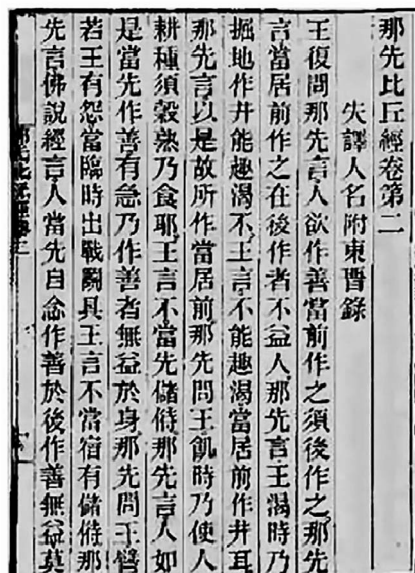 那先比丘經卷第二
失譯人名附東晉錄
王復問那先言人欲作善當前作之須後作之那先
言當居前作之在後作者不益人那先言王渴時乃
掘地作井能趣渴不王言不能趣渴當居前作井耳
那先言以是故所作當居前那先問王飢時乃使人
耕種須穀熟乃食耶王言不當先儲偫那先言人如
是當先作善有急乃作善者無益於身那先問王譬
若王有怨當臨時出戰鬭具王言不當宿有儲偫那
先言佛說經言人當先自念作善於後作善無益莫
那先比丘經卷二